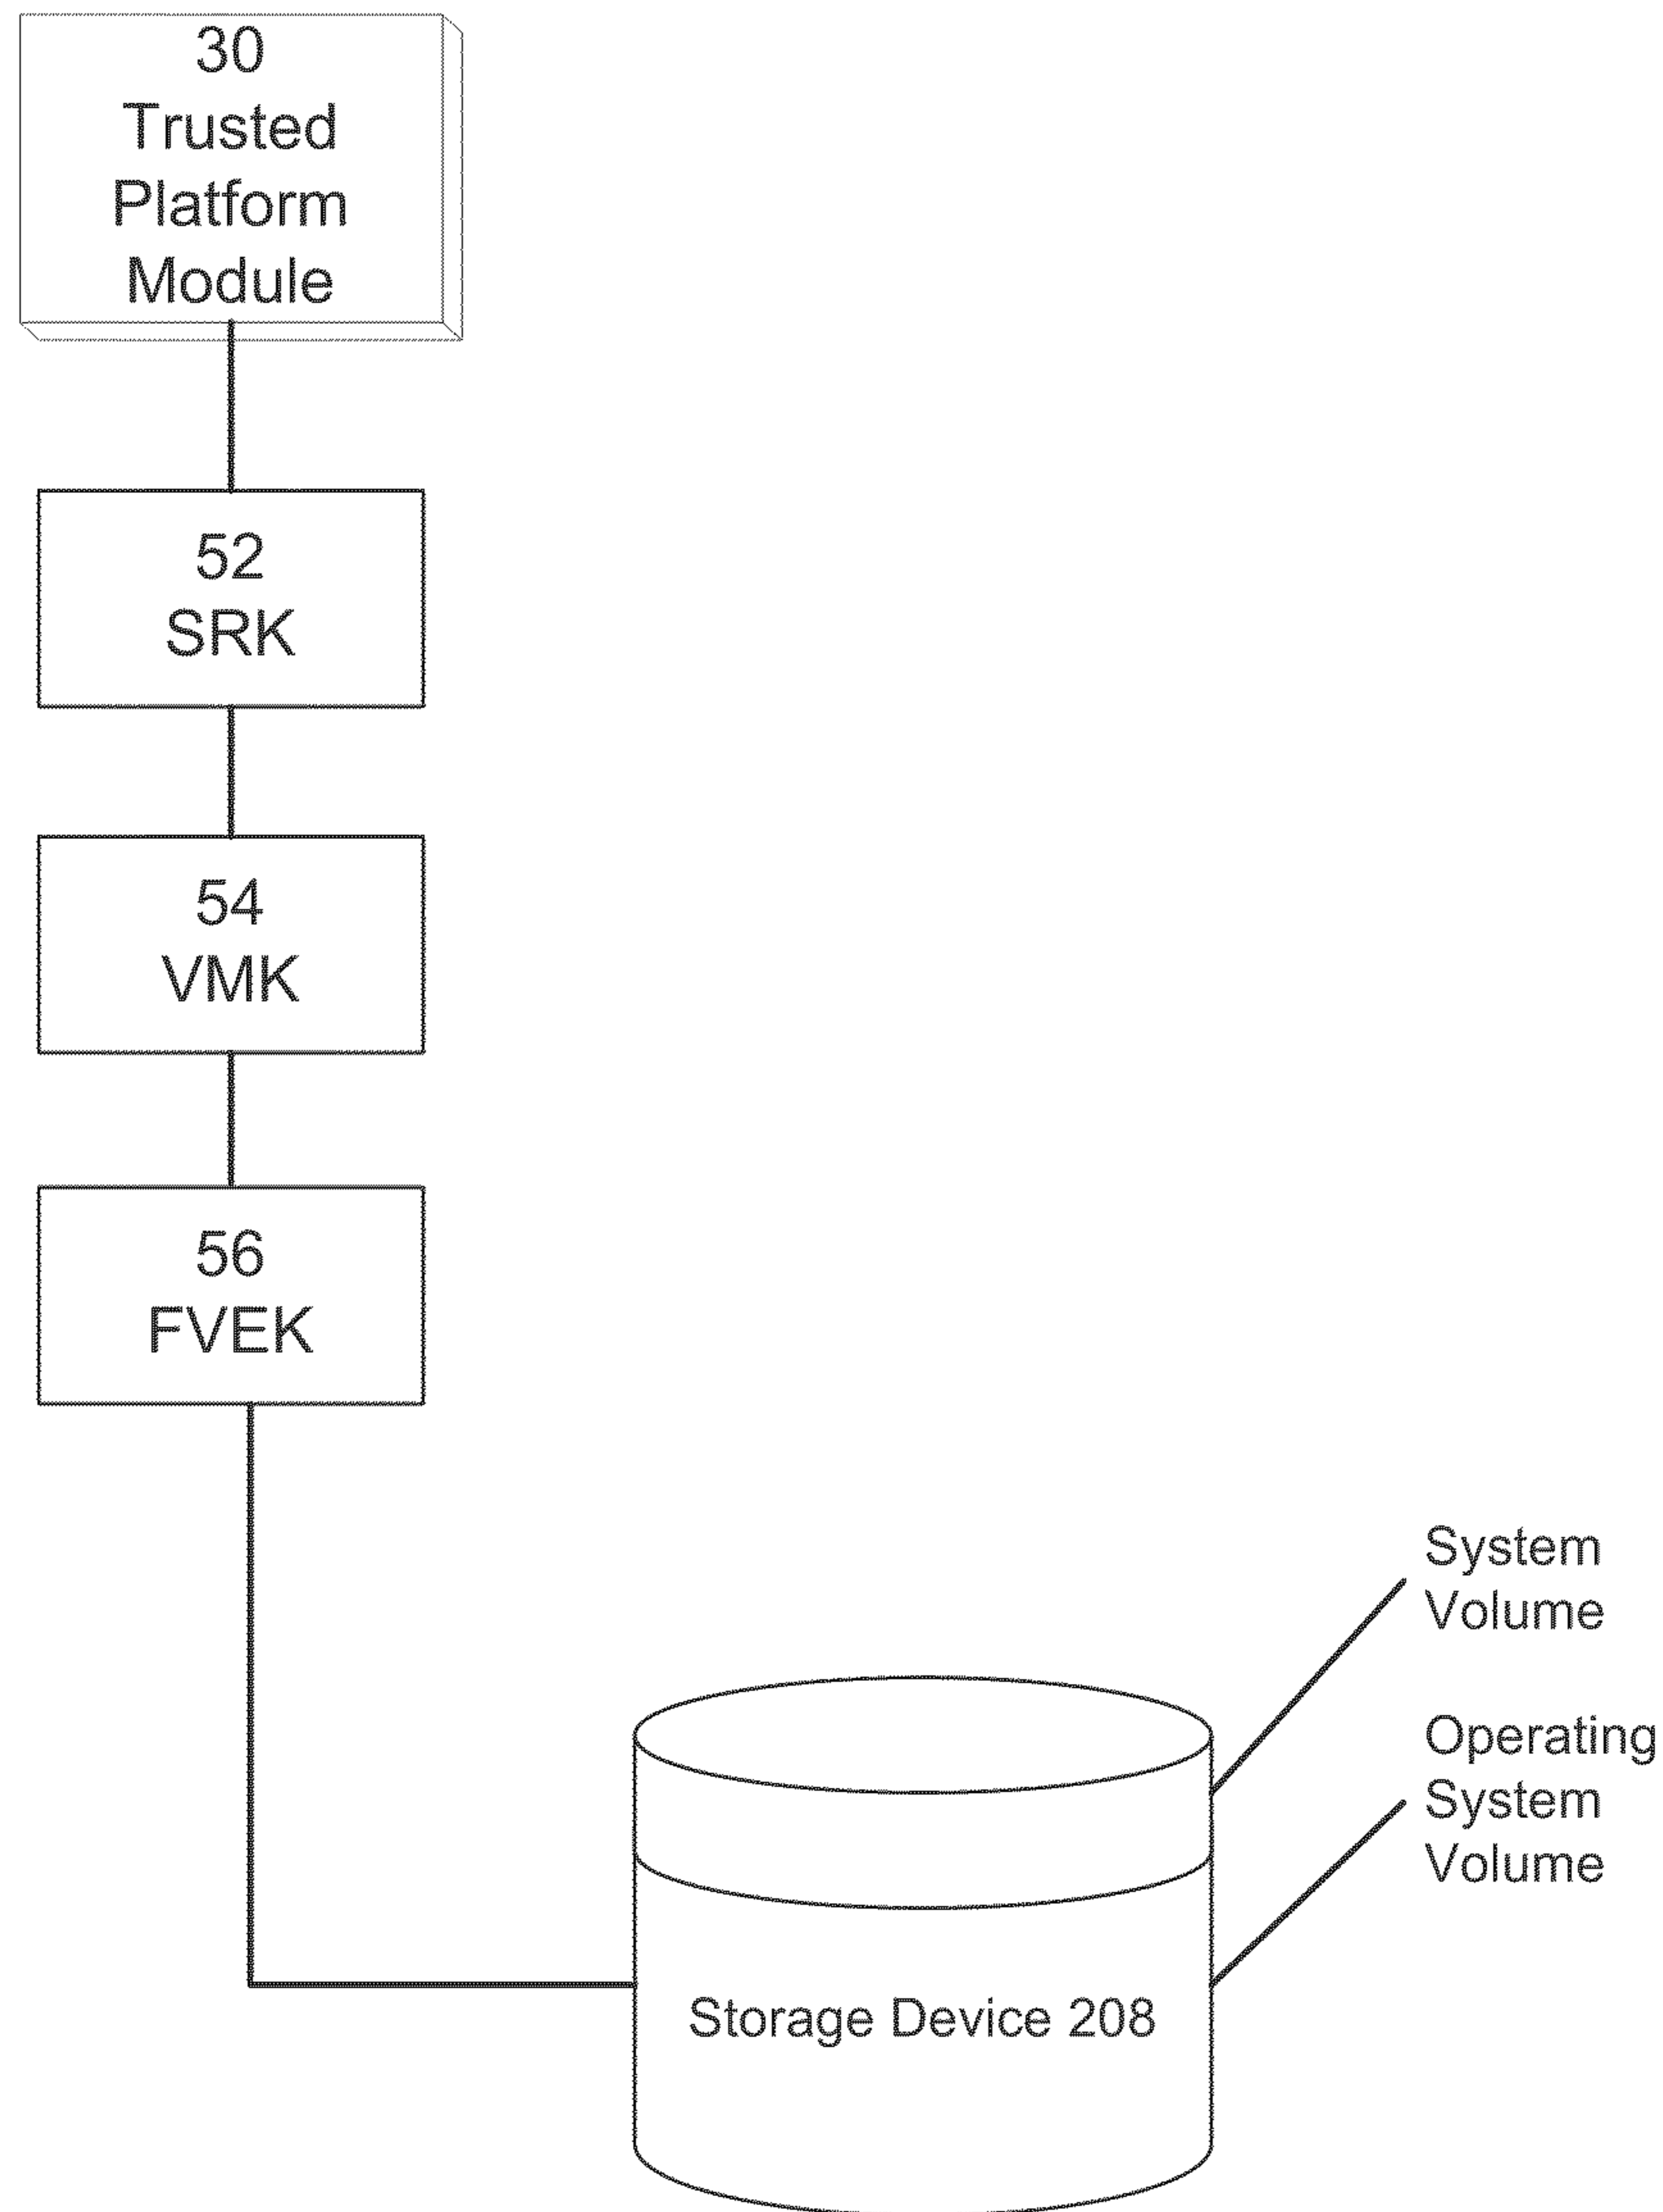 30
Trusted
Platform
Module
52
SRK
54
VMK
56
FVEK
System
Volume
Operating
System
Volume
Storage Device 208